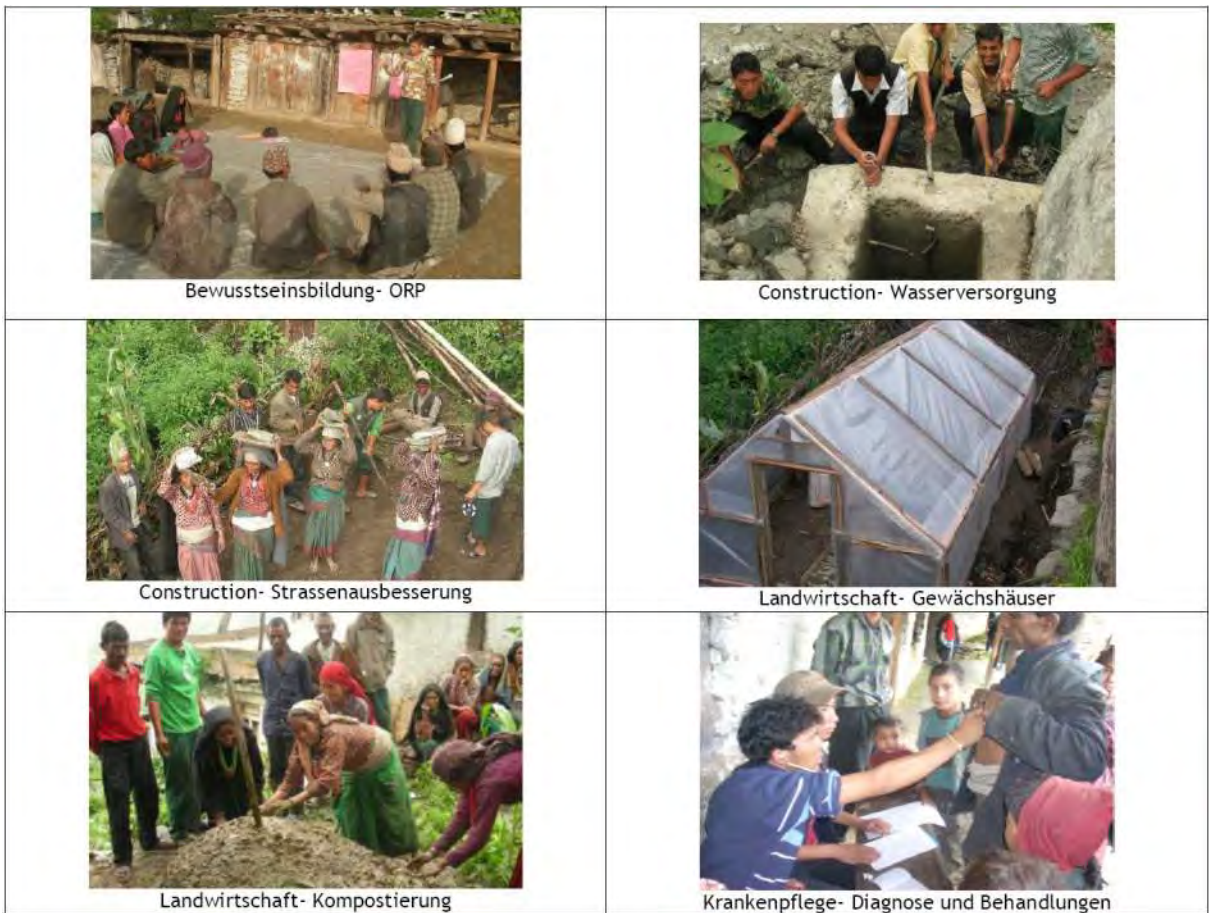 Bewusstseinsbildung- ORP
Construction- Wasserversorgung
Construction- Strassenausbesserung
Landwirtschaft- Gewächshäuser
Landwirtschaft- Kompostierung
Krankenpflege- Diagnose und Behandlungen